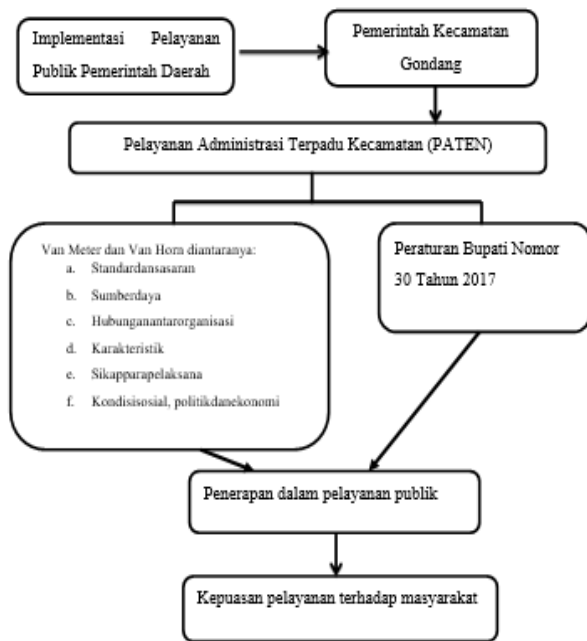 Implementasi Pelayanan
Publik Pemerintah Daerah
Pemerintah Kecamatan
Gondang
Pelayanan Administrasi Terpadu Kecamatan (PATEN)
Van Meter dan Van Horn diantaranya:
a. Standardansasaran
b. Sumberdaya
c. Hubunganantarorganisasi
d. Karakteristik
e. Sikapparapelaksana
f. Kondisisosial, politikdanekonomi
Peraturan Bupati Nomor
30 Tahun 2017
Penerapan dalam pelayanan publik
Kepuasan pelayanan terhadap masyarakat